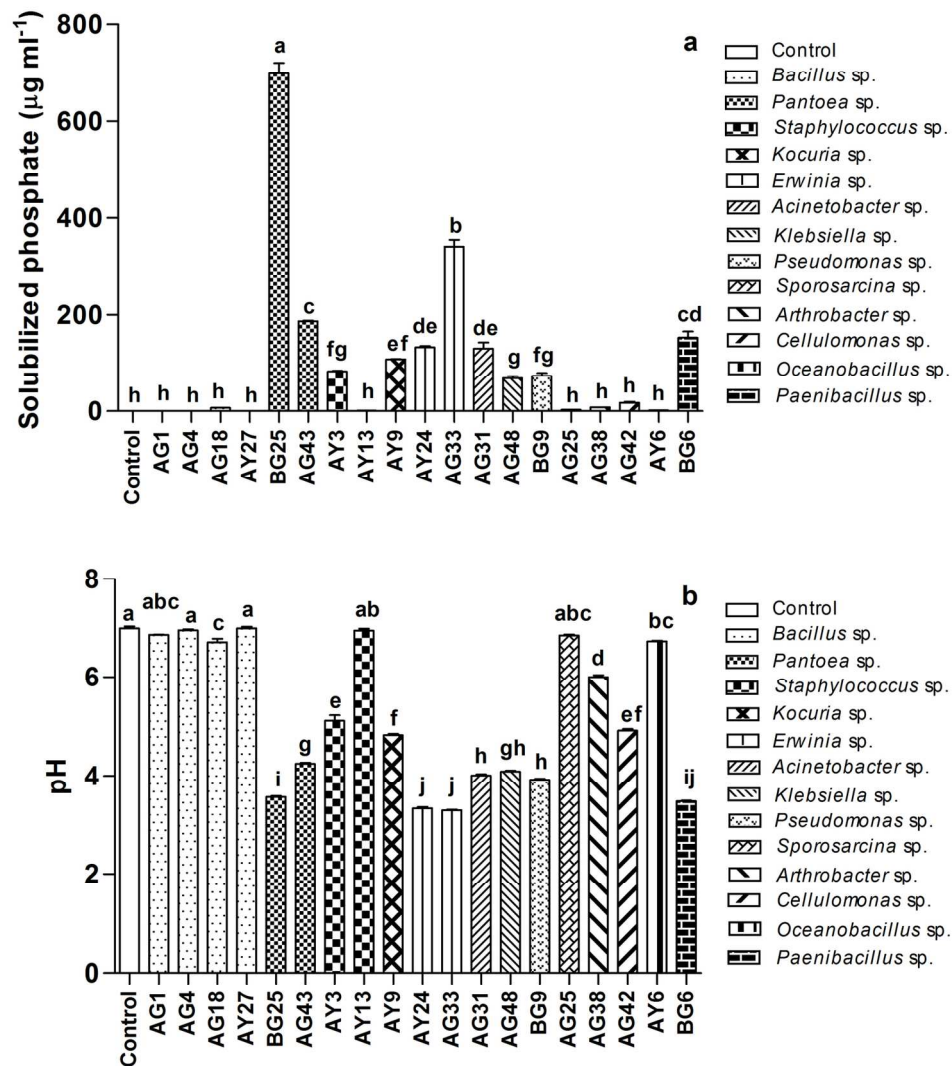 800
600
400
200
0
Solubilized phosphate (µg ml⁻¹)
a
h h h h h a c fg h ef de b de g fg h h h h cd
Control AG1 AG4 AG18 AY27 BG25 AG43 AY3 AY13 AY9 AY24 AG33 AG31 AG48 BG9 AG25 AG38 AG42 AY6 BG6
Control
Bacillus sp.
Pantoea sp.
Staphylococcus sp.
Kocuria sp.
Erwinia sp.
Acinetobacter sp.
Klebsiella sp.
Pseudomonas sp.
Sporosarcina sp.
Arthrobacter sp.
Cellulomonas sp.
Oceanobacillus sp.
Paenibacillus sp.
8
6
4
2
0
pH
b
a abc a c a i g e ab f j j h gh h abc d ef bc ij
Control AG1 AG4 AG18 AY27 BG25 AG43 AY3 AY13 AY9 AY24 AG33 AG31 AG48 BG9 AG25 AG38 AG42 AY6 BG6
Control
Bacillus sp.
Pantoea sp.
Staphylococcus sp.
Kocuria sp.
Erwinia sp.
Acinetobacter sp.
Klebsiella sp.
Pseudomonas sp.
Sporosarcina sp.
Arthrobacter sp.
Cellulomonas sp.
Oceanobacillus sp.
Paenibacillus sp.